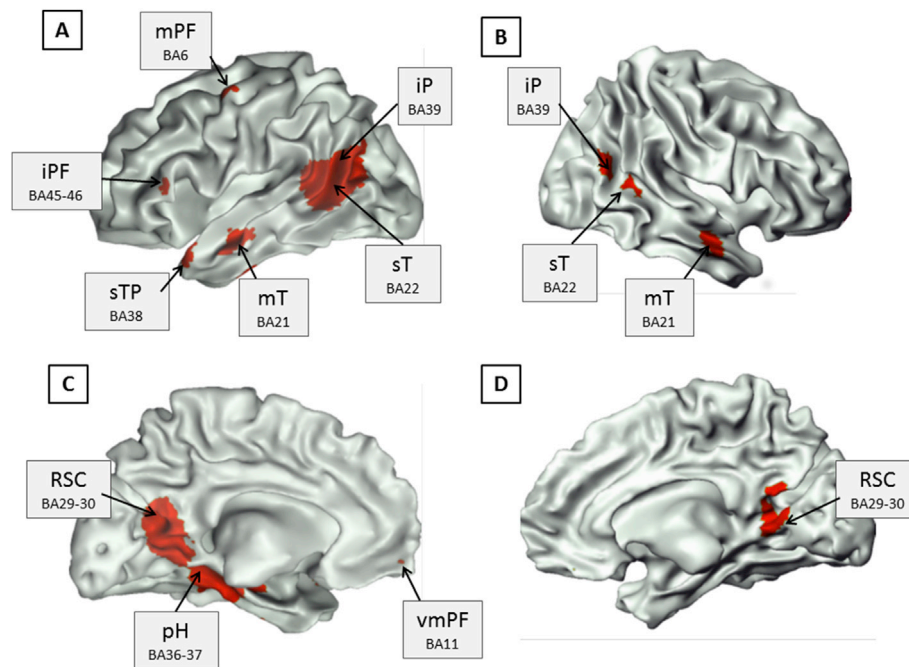 A
mPF
BA6
iP
BA39
iPF
BA45-46
sTP
BA38
mT
BA21
sT
BA22
B
iP
BA39
sT
BA22
mT
BA21
C
RSC
BA29-30
pH
BA36-37
vmPF
BA11
D
RSC
BA29-30